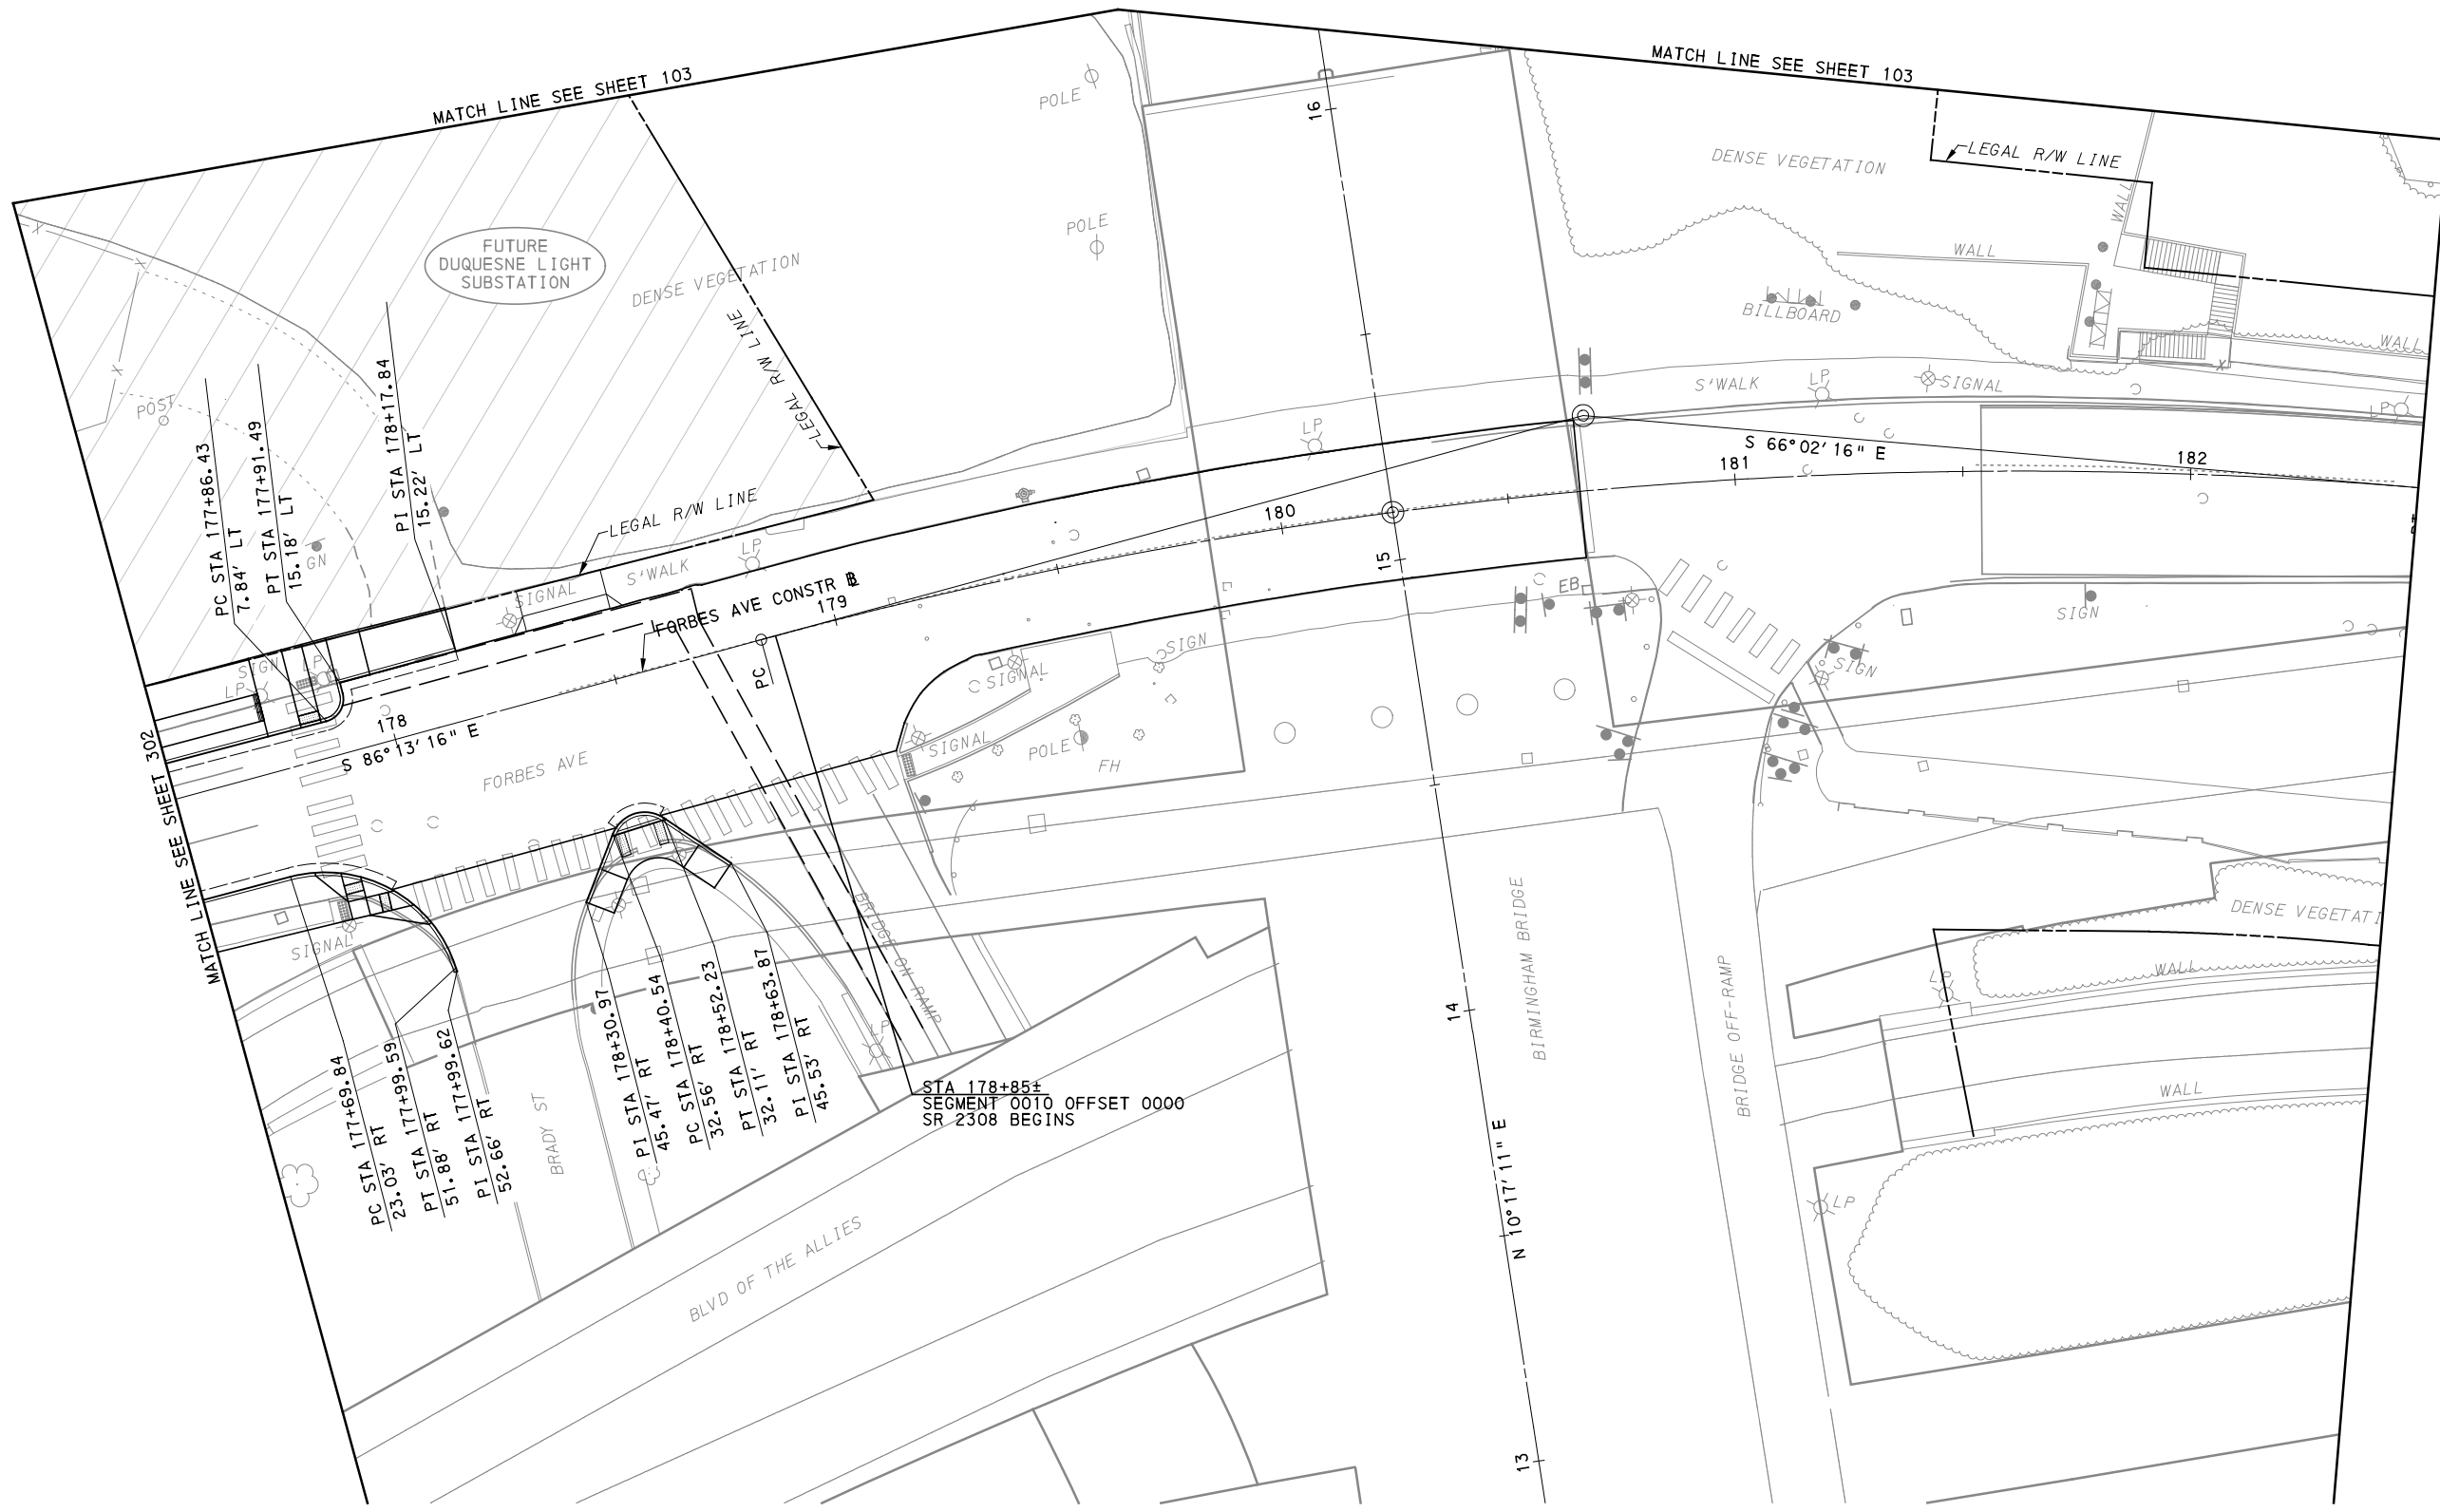 MATCH LINE SEE SHEET 103
MATCH LINE SEE SHEET 103
POLE
16
DENSE VEGETATION
LEGAL R/W LINE
WALL
FUTURE
DUQUESNE LIGHT
SUBSTATION
DENSE VEGETATION
POLE
WALL
BILLBOARD
WALL
X
X
X
X
POST
LEGAL R/W LINE
S'WALK
LP
SIGNAL
LP
LP
PC STA 177+86.43
7.84' LT
PT STA 177+91.49
15.18' LT
PI STA 178+17.84
15.22' LT
S 66°02'16" E
181
182
GN
LEGAL R/W LINE
180
15
LP
S'WALK
SIGNAL
FORBES AVE CONSTR B
179
PC
EB
SIGN
SIGN
SIGN
SIGNAL
SIGN
LP
LP
178
S 86°13'16" E
FORBES AVE
SIGNAL
POLE
FH
MATCH LINE SEE SHEET 302
SIGNAL
BRIDGE ON RAMP
LP
BIRMINGHAM BRIDGE
BRIDGE OFF-RAMP
14
DENSE VEGETATI
WALL
LP
WALL
LP
PC STA 177+69.84
23.03' RT
PT STA 177+99.59
51.88' RT
PI STA 177+99.62
52.66' RT
BRADY ST
PI STA 178+30.97
45.47' RT
PC STA 178+40.54
32.56' RT
PT STA 178+52.23
32.11' RT
PI STA 178+63.87
45.53' RT
STA 178+85±
SEGMENT 0010 OFFSET 0000
SR 2308 BEGINS
N 10°17'11" E
BLVD OF THE ALLIES
13